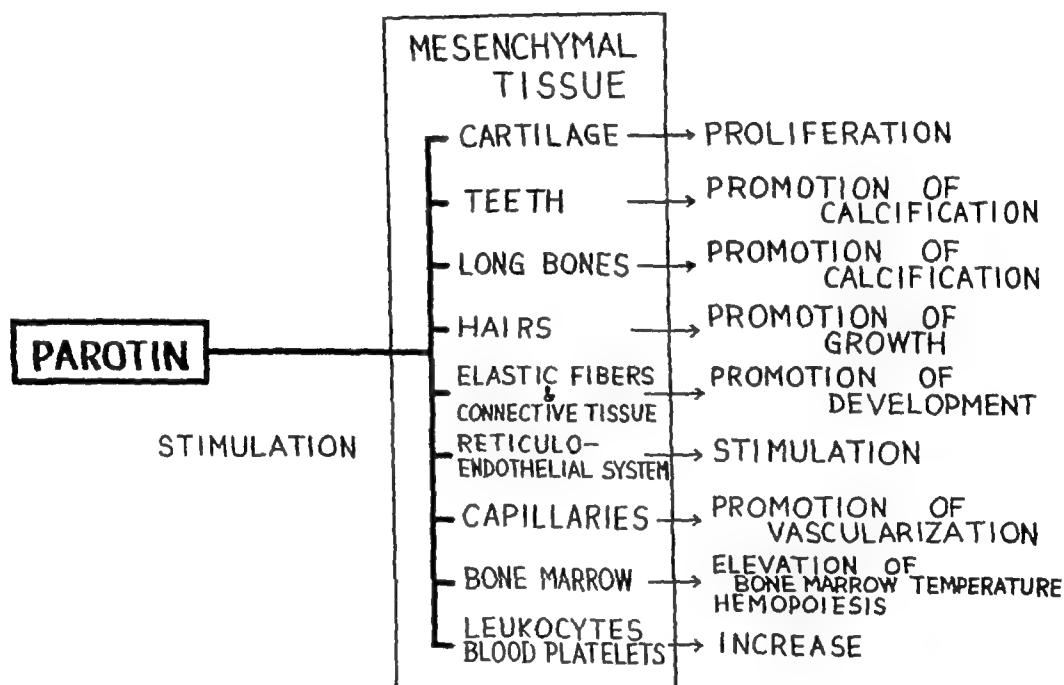 MESENCHYMAL
TISSUE
CARTILAGE → PROLIFERATION
TEETH → PROMOTION OF
CALCIFICATION
LONG BONES → PROMOTION OF
CALCIFICATION
HAIRS → PROMOTION OF
GROWTH
PAROTIN
ELASTIC FIBERS
&
CONNECTIVE TISSUE → PROMOTION OF
DEVELOPMENT
STIMULATION
RETICULO-
ENDOTHELIAL SYSTEM → STIMULATION
CAPILLARIES → PROMOTION OF
VASCULARIZATION
BONE MARROW → ELEVATION OF
BONE MARROW TEMPERATURE
HEMOPOIESIS
LEUKOCYTES
BLOOD PLATELETS → INCREASE